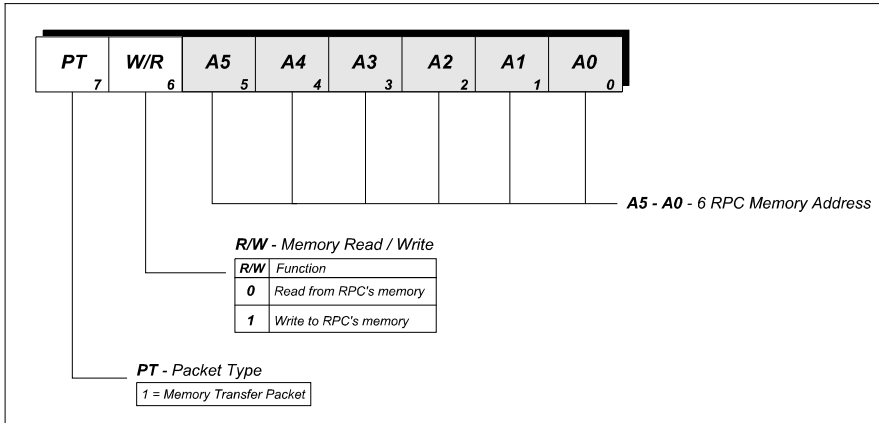 PT W/R A5 A4 A3 A2 A1 A0
7 6 5 4 3 2 1 0
A5 - A0 - 6 RPC Memory Address
R/W - Memory Read / Write
R/W Function
0 Read from RPC's memory
1 Write to RPC's memory
PT - Packet Type
1 = Memory Transfer Packet